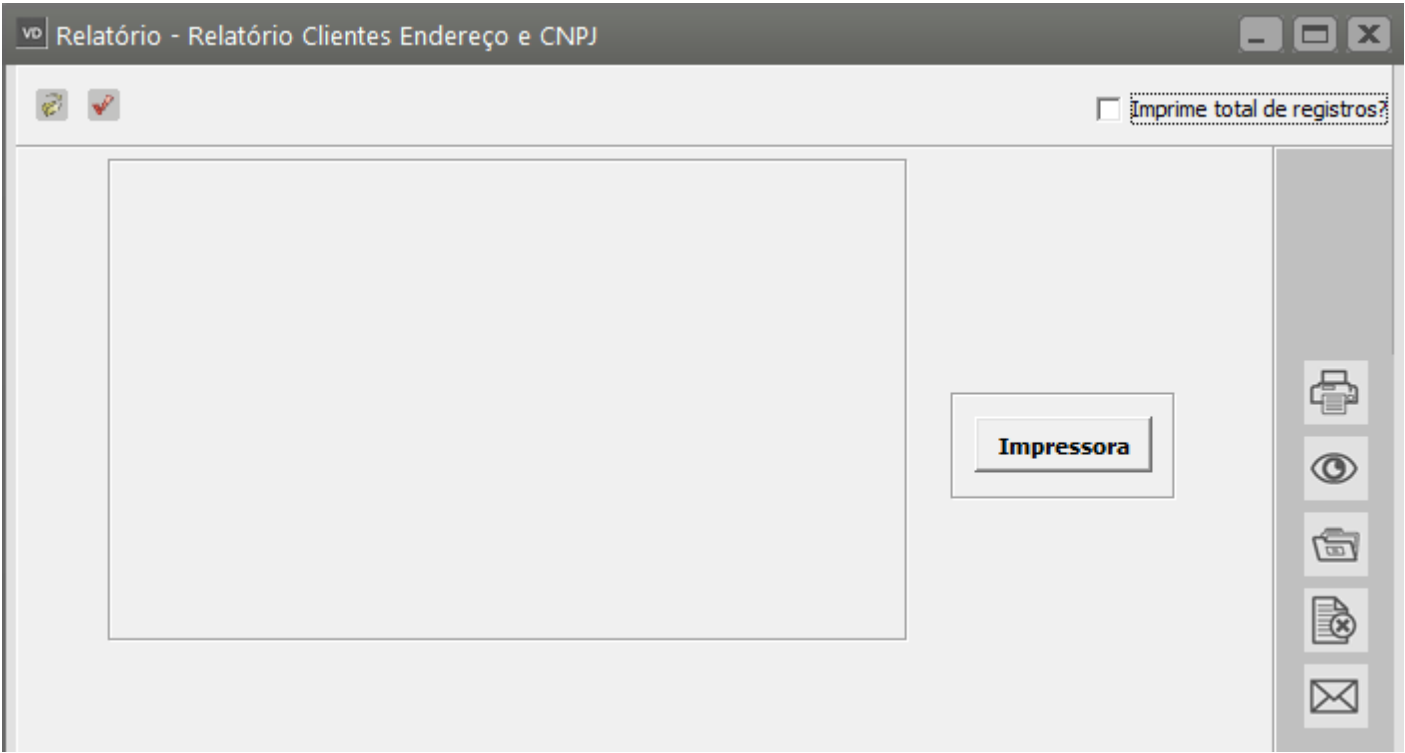 VD Relatório - Relatório Clientes Endereço e CNPJ
Imprime total de registros?
Impressora